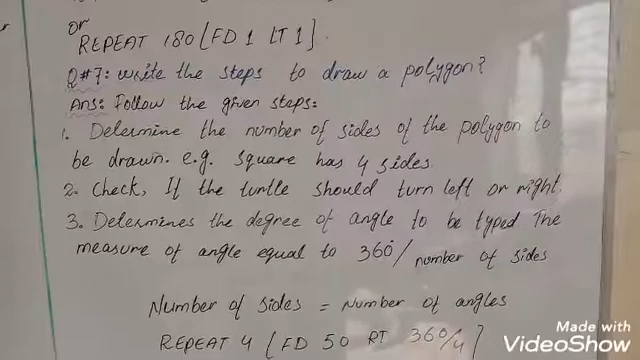 or
REPEAT 180 [FD 1 LT 1].
Q#7: write the steps to draw a polygon?
Ans: Follow the given steps:
1. Determine the number of sides of the polygon to
be drawn. e.g. square has 4 sides.
2. Check, If the turtle should turn left or right.
3. Determines the degree of angle to be typed The
measure of angle equal to 360°/number of sides
Number of sides = Number of angles
REPEAT 4 [FD 50 RT 360/4]
Made with
VideoShow